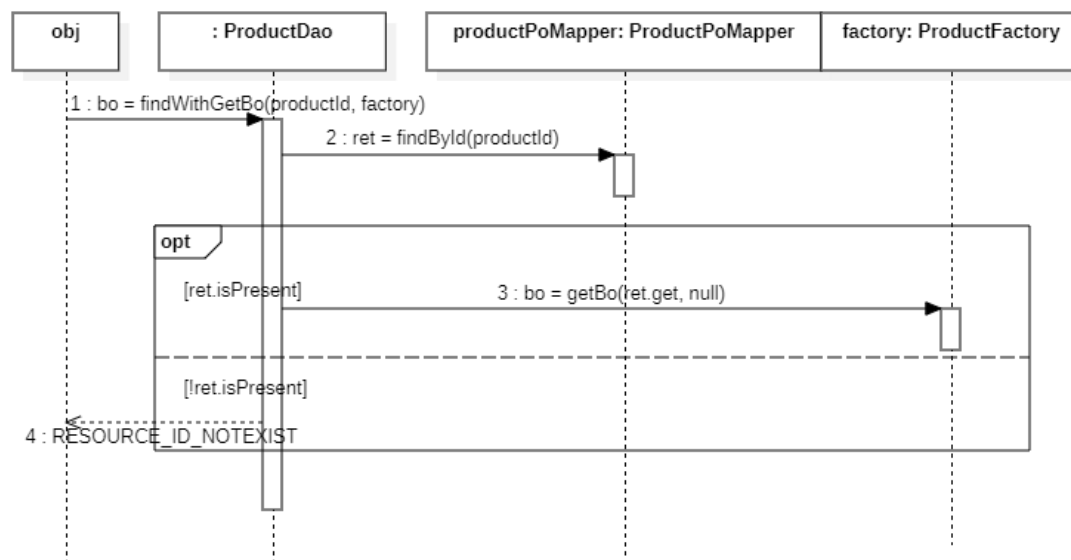 obj
: ProductDao
productPoMapper: ProductPoMapper
factory: ProductFactory
1 : bo = findWithGetBo(productId, factory)
2 : ret = findById(productId)
opt
[ret.isPresent]
3 : bo = getBo(ret.get, null)
[!ret.isPresent]
4 : RESOURCE_ID_NOTEXIST